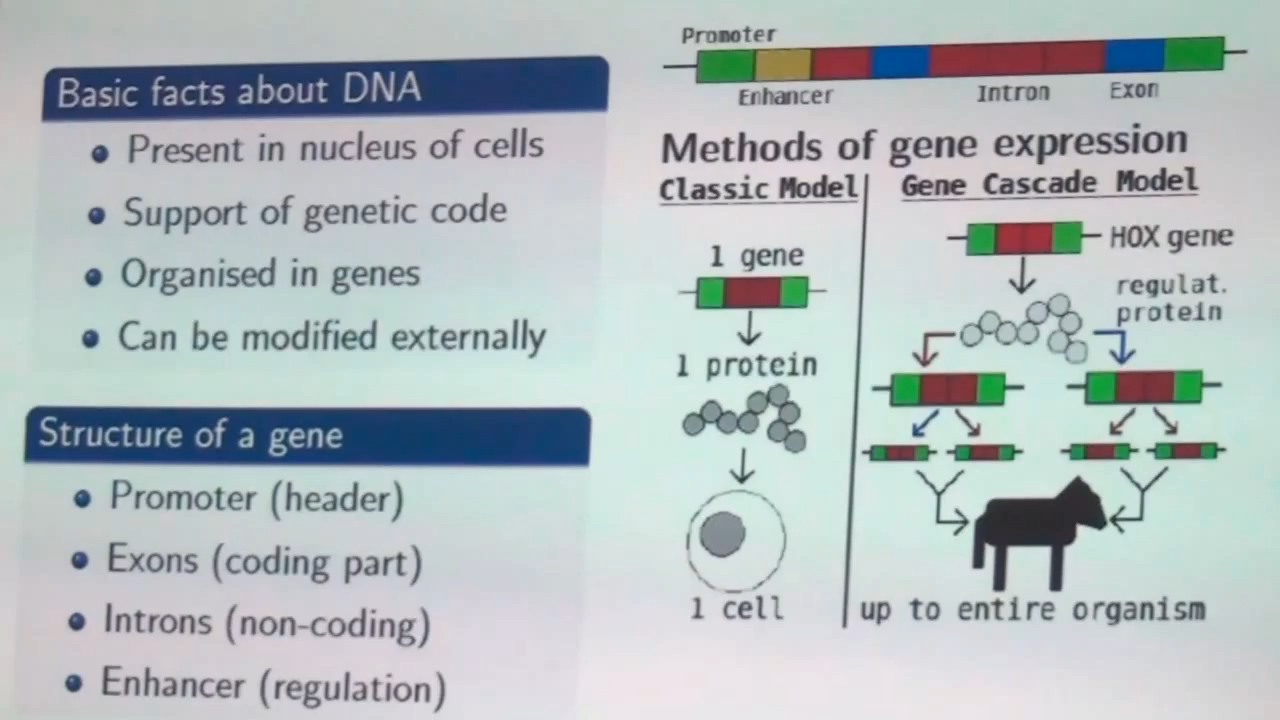 Basic facts about DNA
Present in nucleus of cells
Support of genetic code
Organised in genes
Can be modified externally
Structure of a gene
Promoter (header)
Exons (coding part)
Introns (non-coding)
Enhancer (regulation)
Promoter
Enhancer
Intron
Exon
Methods of gene expression
Classic Model
1 gene
1 protein
1 cell
Gene Cascade Model
HOX gene
regulat.
protein
up to entire organism